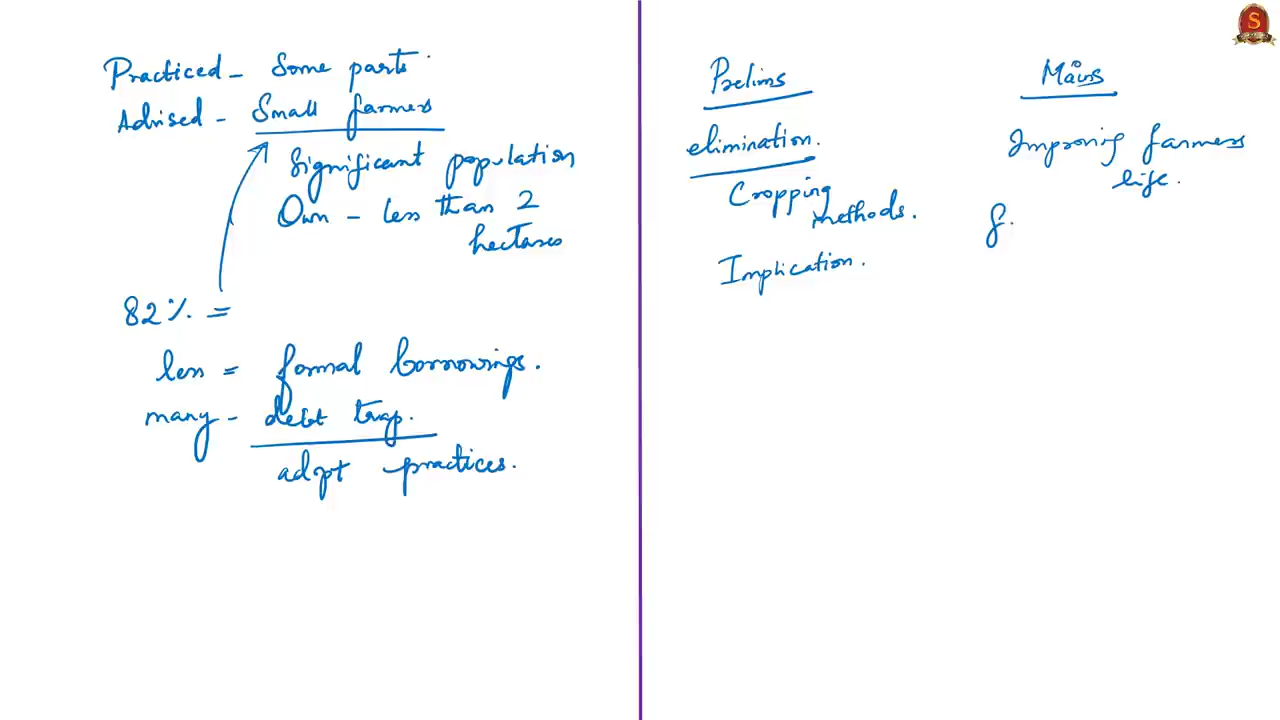 Practiced - Some parts.
Advised - Small farmers
Significant population
Own - less than 2
hectares
82% =
less = formal borrowings.
many - debt trap.
adopt practices.
Prelims
elimination.
Cropping
methods.
Implication.
Mains
Improving farmers
life.
S